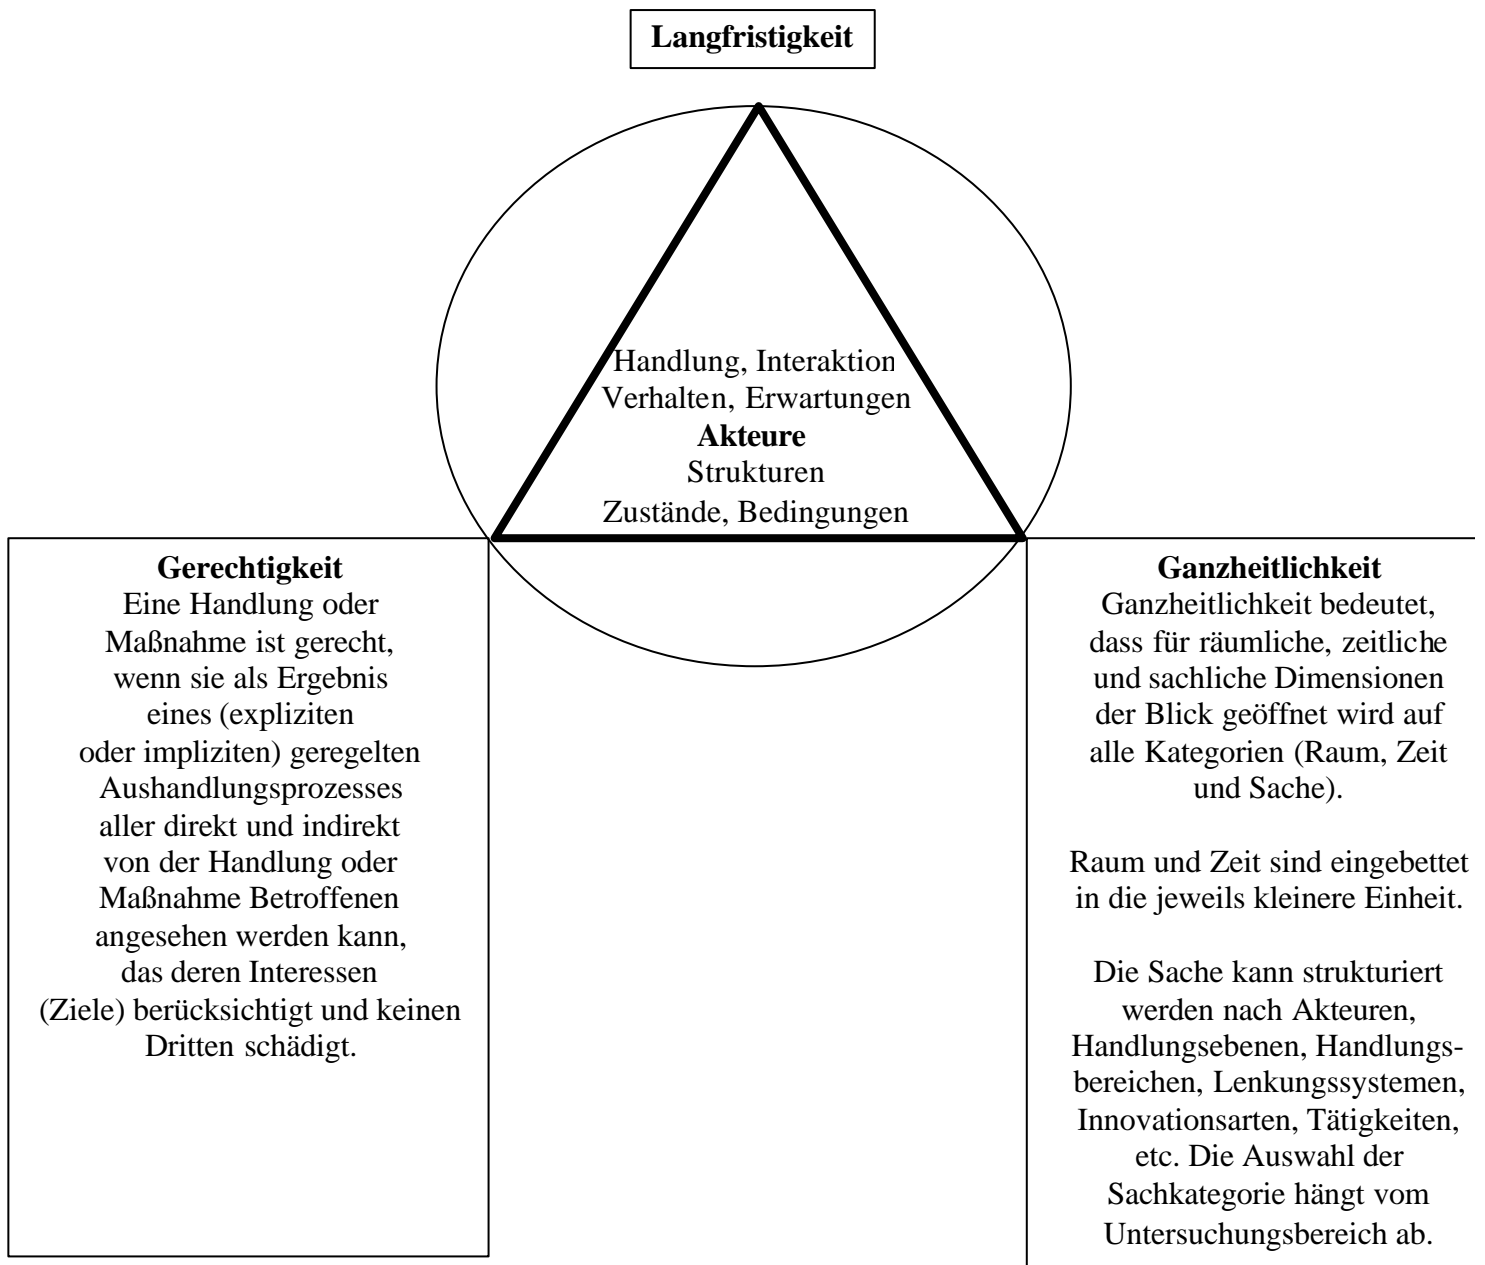 Langfristigkeit
Handlung, Interaktion
Verhalten, Erwartungen
Akteure
Strukturen
Zustände, Bedingungen
Gerechtigkeit
Eine Handlung oder
Maßnahme ist gerecht,
wenn sie als Ergebnis
eines (expliziten
oder impliziten) geregelten
Aushandlungsprozesses
aller direkt und indirekt
von der Handlung oder
Maßnahme Betroffenen
angesehen werden kann,
das deren Interessen
(Ziele) berücksichtigt und keinen
Dritten schädigt.
Ganzheitlichkeit
Ganzheitlichkeit bedeutet,
dass für räumliche, zeitliche
und sachliche Dimensionen
der Blick geöffnet wird auf
alle Kategorien (Raum, Zeit
und Sache).
Raum und Zeit sind eingebettet
in die jeweils kleinere Einheit.
Die Sache kann strukturiert
werden nach Akteuren,
Handlungsebenen, Handlungs-
bereichen, Lenkungssystemen,
Innovationsarten, Tätigkeiten,
etc. Die Auswahl der
Sachkategorie hängt vom
Untersuchungsbereich ab.